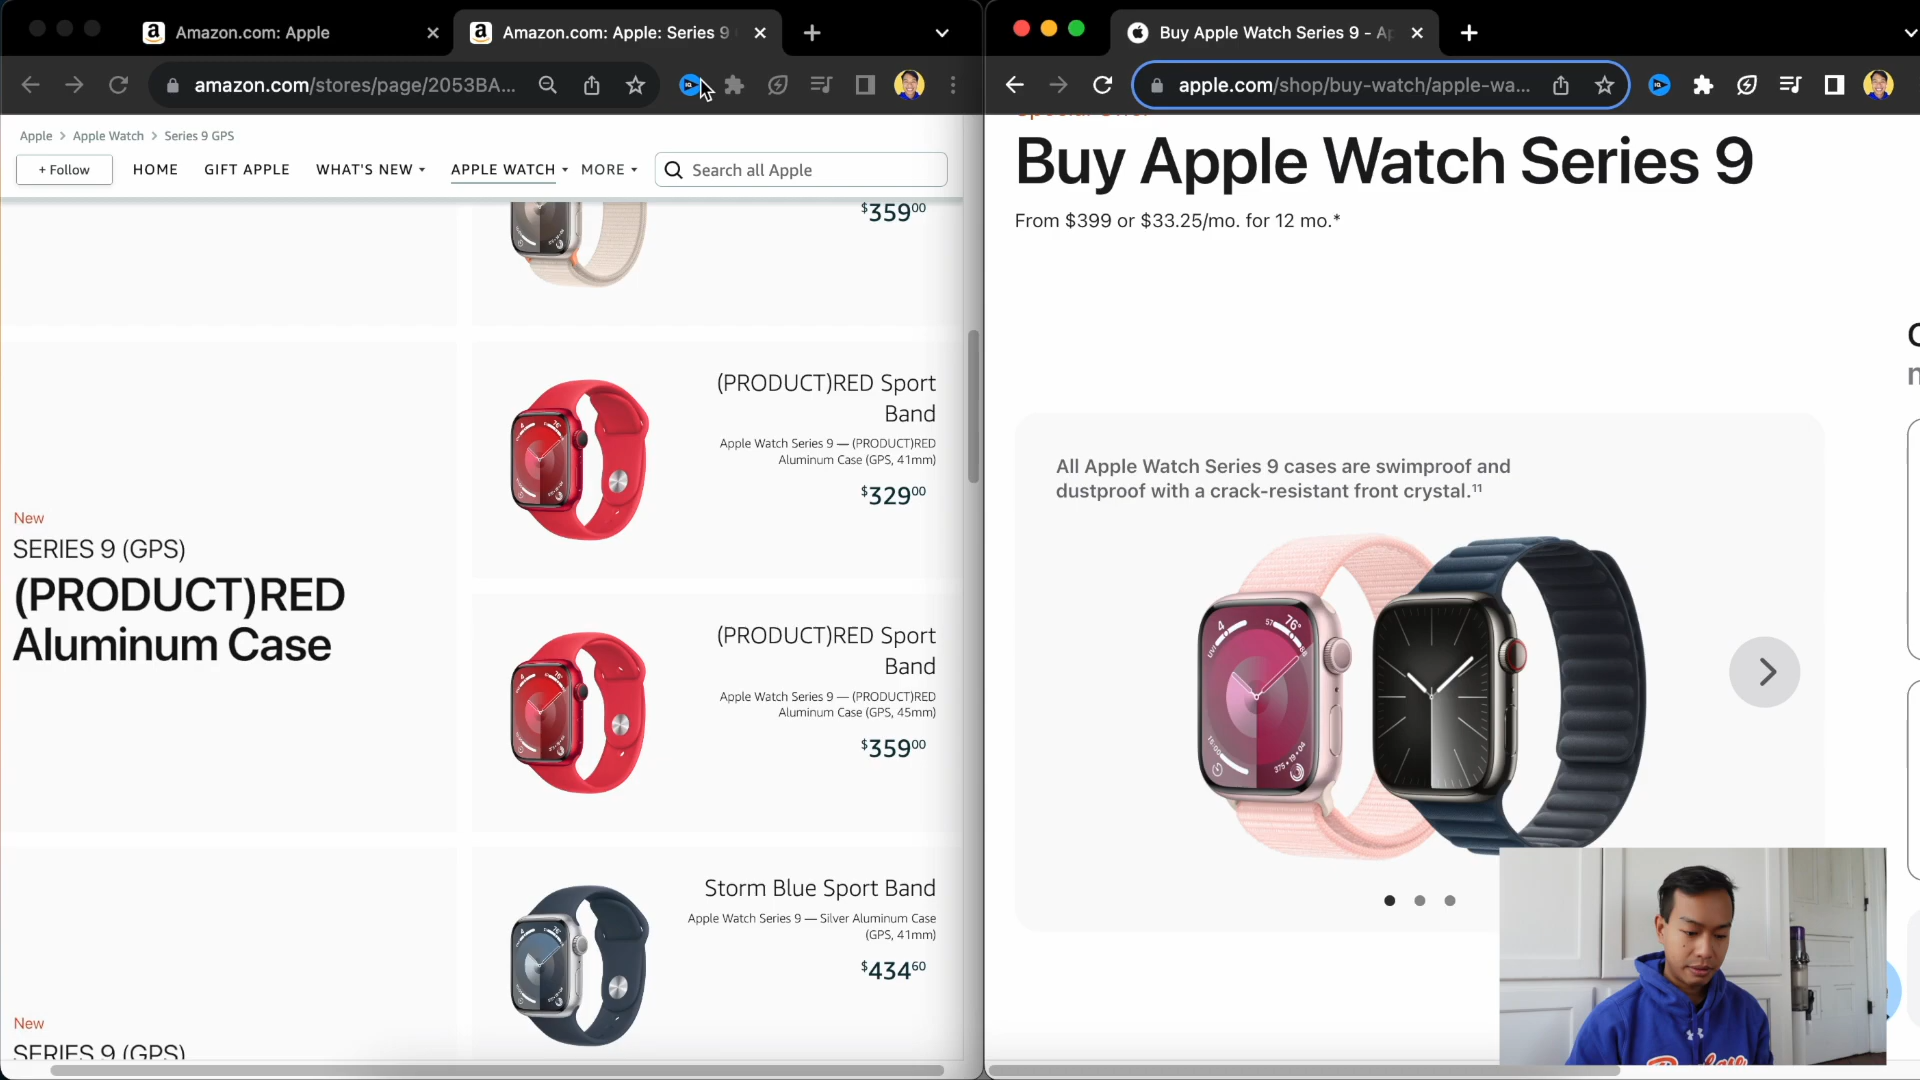 Amazon.com: Apple
Amazon.com: Apple: Series 9
amazon.com/stores/page/2053BA...
Apple > Apple Watch > Series 9 GPS
+ Follow
HOME
GIFT APPLE
WHAT'S NEW
APPLE WATCH
MORE
Search all Apple
$359 00
(PRODUCT)RED Sport
Band
Apple Watch Series 9 — (PRODUCT)RED
Aluminum Case (GPS, 41mm)
$329 00
New
SERIES 9 (GPS)
(PRODUCT)RED
Aluminum Case
(PRODUCT)RED Sport
Band
Apple Watch Series 9 — (PRODUCT)RED
Aluminum Case (GPS, 45mm)
$359 00
Storm Blue Sport Band
Apple Watch Series 9 — Silver Aluminum Case
(GPS, 41mm)
$434 60
New
SERIES 9 (GPS)
Buy Apple Watch Series 9 - Ap
apple.com/shop/buy-watch/apple-wa...
Special Offer
Buy Apple Watch Series 9
From $399 or $33.25/mo. for 12 mo.*
All Apple Watch Series 9 cases are swimproof and
dustproof with a crack-resistant front crystal.¹¹